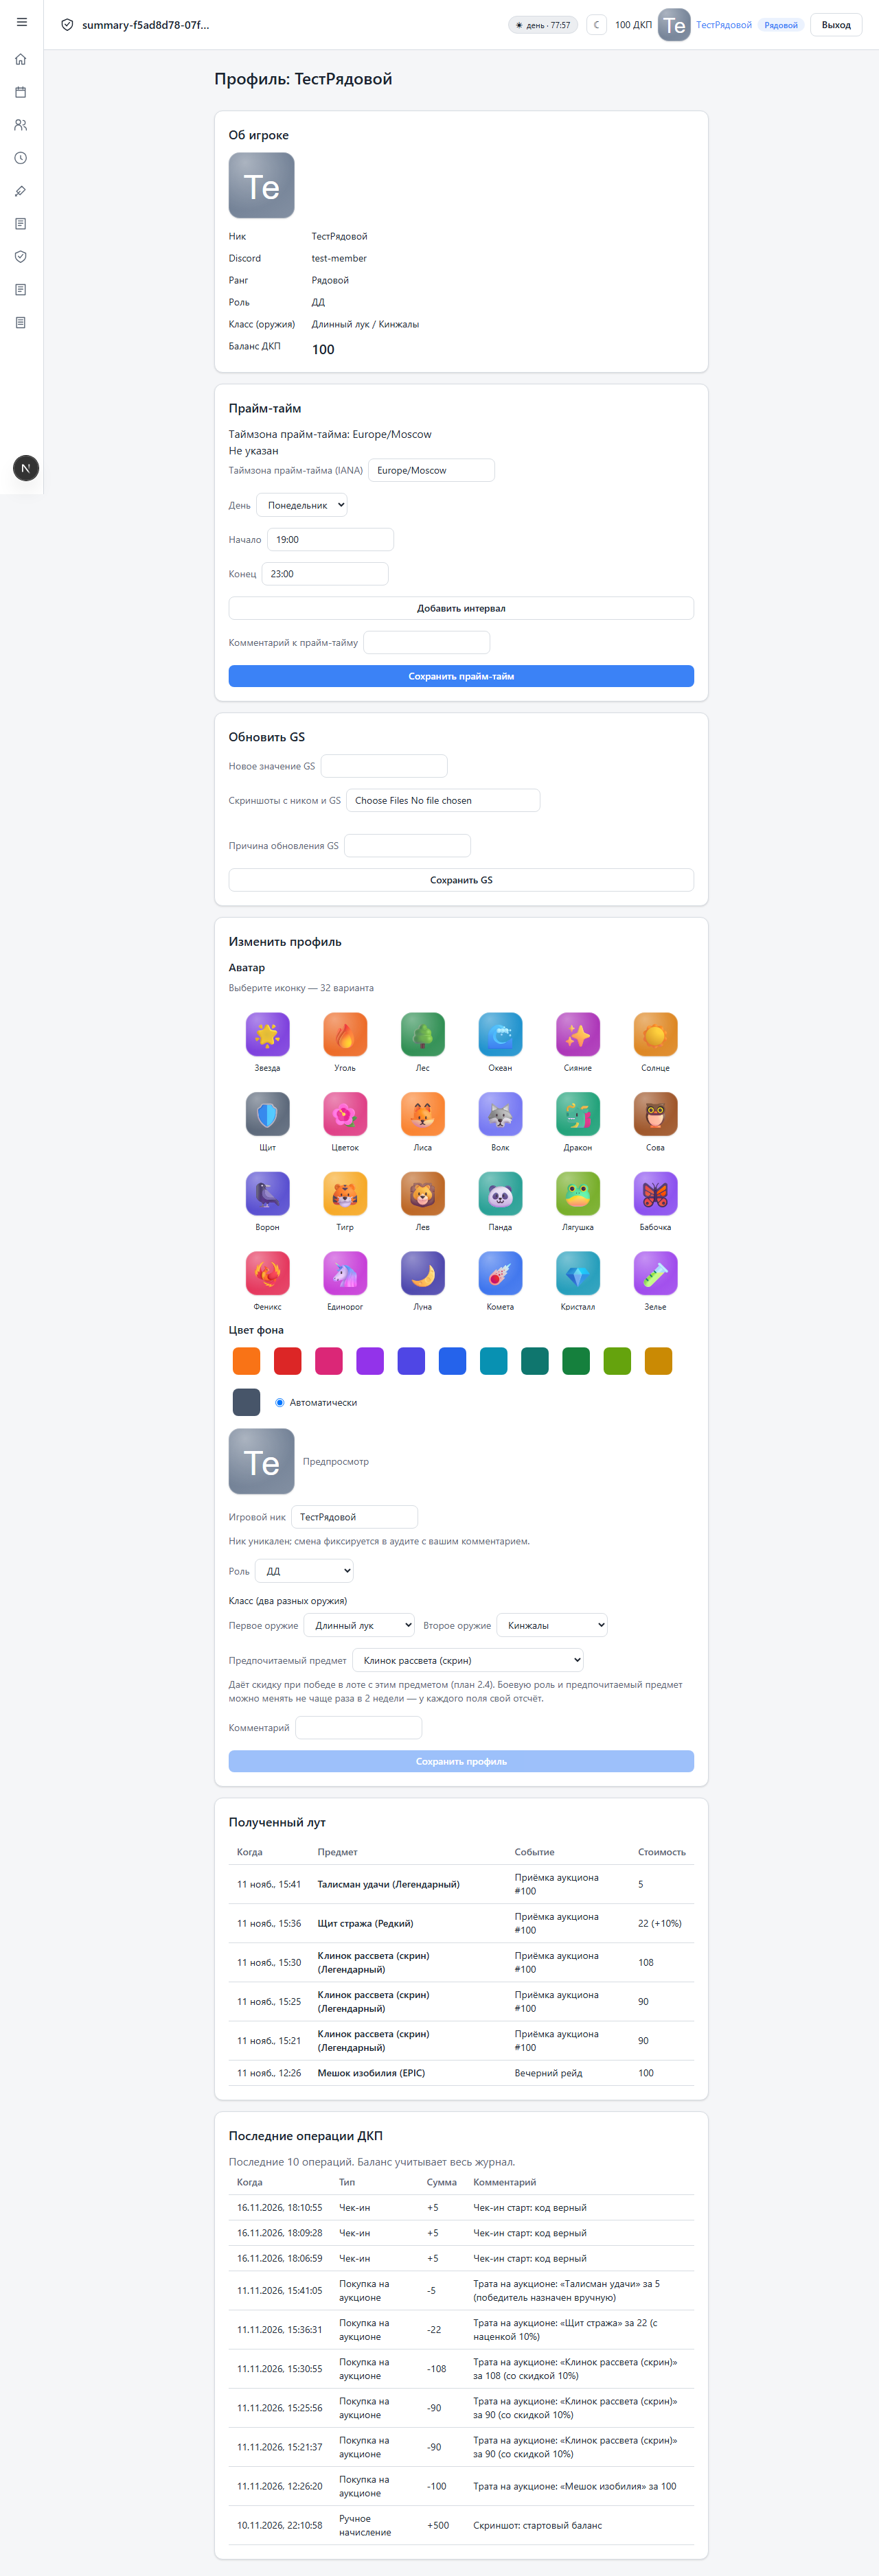 summary-f5ad8d78-07f...
день · 77:57
100 ДКП
Te
ТестРядовой
Рядовой
Выход
Профиль: ТестРядовой
Об игроке
Te
Ник ТестРядовой
Discord test-member
Ранг Рядовой
Роль ДД
Класс (оружия) Длинный лук / Кинжалы
Баланс ДКП 100
N
Прайм-тайм
Таймзона прайм-тайма: Europe/Moscow
Не указан
Таймзона прайм-тайма (IANA) Europe/Moscow
День Понедельник
Начало 19:00
Конец 23:00
Добавить интервал
Комментарий к прайм-тайму
Сохранить прайм-тайм
Обновить GS
Новое значение GS
Скриншоты с ником и GS Choose Files No file chosen
Причина обновления GS
Сохранить GS
Изменить профиль
Аватар
Выберите иконку — 32 варианта
Звезда Уголь Лес Океан Сияние Солнце
Щит Цветок Лиса Волк Дракон Сова
Ворон Тигр Лев Панда Лягушка Бабочка
Феникс Единорог Луна Комета Кристалл Зелье
Цвет фона
Автоматически
Te Предпросмотр
Игровой ник ТестРядовой
Ник уникален; смена фиксируется в аудите с вашим комментарием.
Роль ДД
Класс (два разных оружия)
Первое оружие Длинный лук Второе оружие Кинжалы
Предпочитаемый предмет Клинок рассвета (скрин)
Даёт скидку при победе в лоте с этим предметом (план 2.4). Боевую роль и предпочитаемый предмет
можно менять не чаще раза в 2 недели — у каждого поля свой отсчёт.
Комментарий
Сохранить профиль
Полученный лут
Когда Предмет Событие Стоимость
11 нояб., 15:41 Талисман удачи (Легендарный) Приёмка аукциона #100 5
11 нояб., 15:36 Щит стража (Редкий) Приёмка аукциона #100 22 (+10%)
11 нояб., 15:30 Клинок рассвета (скрин) (Легендарный) Приёмка аукциона #100 108
11 нояб., 15:25 Клинок рассвета (скрин) (Легендарный) Приёмка аукциона #100 90
11 нояб., 15:21 Клинок рассвета (скрин) (Легендарный) Приёмка аукциона #100 90
11 нояб., 12:26 Мешок изобилия (EPIC) Вечерний рейд 100
Последние операции ДКП
Последние 10 операций. Баланс учитывает весь журнал.
Когда Тип Сумма Комментарий
16.11.2026, 18:10:55 Чек-ин +5 Чек-ин старт: код верный
16.11.2026, 18:09:28 Чек-ин +5 Чек-ин старт: код верный
16.11.2026, 18:06:59 Чек-ин +5 Чек-ин старт: код верный
11.11.2026, 15:41:05 Покупка на аукционе -5 Трата на аукционе: «Талисман удачи» за 5 (победитель назначен вручную)
11.11.2026, 15:36:31 Покупка на аукционе -22 Трата на аукционе: «Щит стража» за 22 (с наценкой 10%)
11.11.2026, 15:30:55 Покупка на аукционе -108 Трата на аукционе: «Клинок рассвета (скрин)» за 108 (со скидкой 10%)
11.11.2026, 15:25:56 Покупка на аукционе -90 Трата на аукционе: «Клинок рассвета (скрин)» за 90 (со скидкой 10%)
11.11.2026, 15:21:37 Покупка на аукционе -90 Трата на аукционе: «Клинок рассвета (скрин)» за 90 (со скидкой 10%)
11.11.2026, 12:26:20 Покупка на аукционе -100 Трата на аукционе: «Мешок изобилия» за 100
10.11.2026, 22:10:58 Ручное начисление +500 Скриншот: стартовый баланс